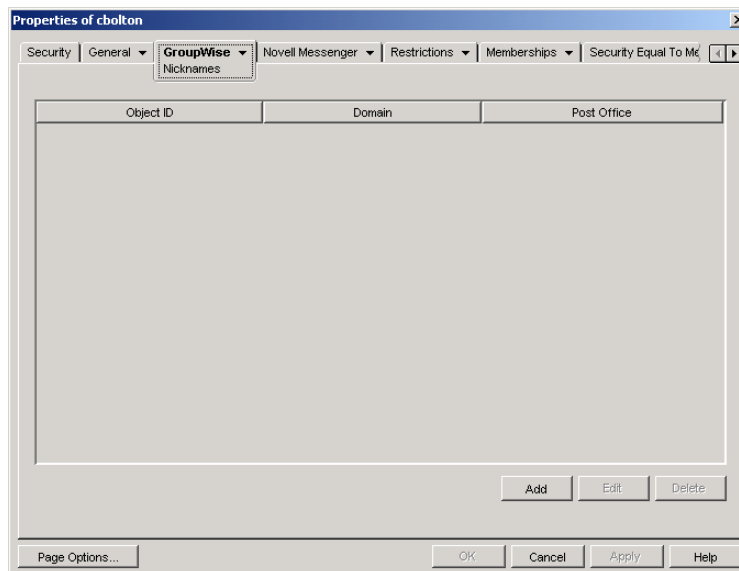 Properties of cbolton
Security General GroupWise Novell Messenger Restrictions Memberships Security Equal To Me
Nicknames
Object ID Domain Post Office
Add Edit Delete
Page Options... OK Cancel Apply Help